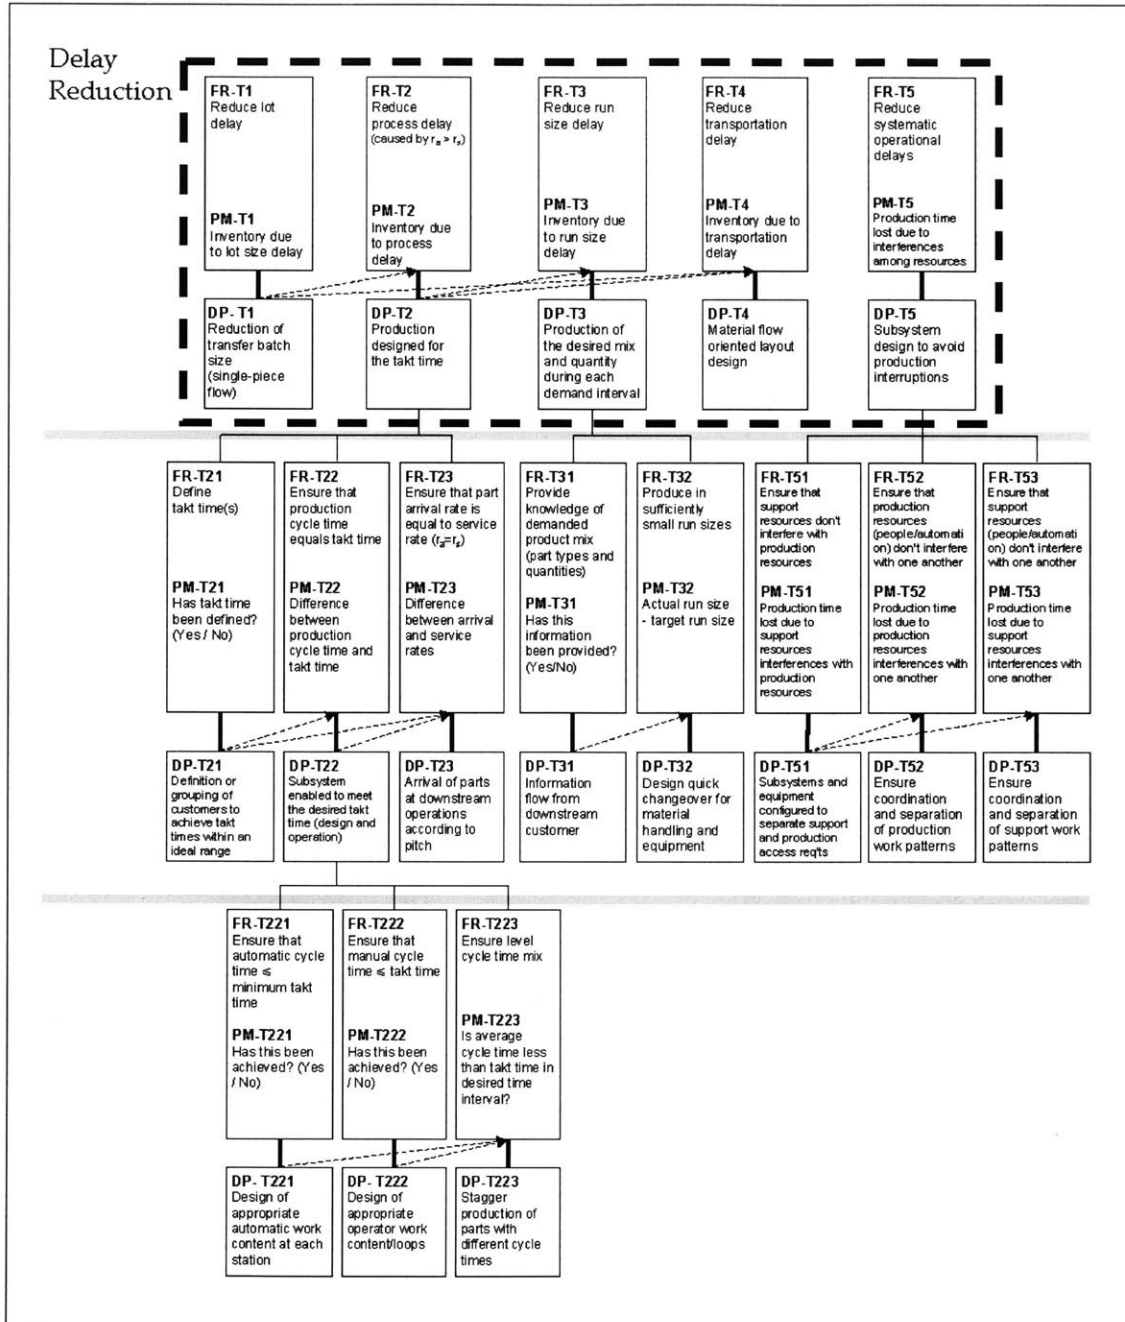 Delay
Reduction
FR-T1
Reduce lot
delay
PM-T1
Inventory due
to lot size delay
FR-T2
Reduce
process delay
(caused by rₐ > rₛ)
PM-T2
Inventory due
to process
delay
FR-T3
Reduce run
size delay
PM-T3
Inventory due
to run size
delay
FR-T4
Reduce
transportation
delay
PM-T4
Inventory due to
transportation
delay
FR-T5
Reduce
systematic
operational
delays
PM-T5
Production time
lost due to
interferences
among resources
DP- T1
Reduction of
transfer batch
size
(single-piece
flow)
DP-T2
Production
designed for
the takt time
DP-T3
Production of
the desired mix
and quantity
during each
demand interval
DP-T4
Material flow
oriented layout
design
DP-T5
Subsystem
design to avoid
production
interruptions
FR-T21
Define
takt time(s)
PM-T21
Has takt time
been defined?
(Yes / No)
FR-T22
Ensure that
production
cycle time
equals takt time
PM-T22
Difference
between
production
cycle time and
takt time
FR-T23
Ensure that part
arrival rate is
equal to service
rate (rₐ=rₛ)
PM-T23
Difference
between arrival
and service
rates
FR-T31
Provide
knowledge of
demanded
product mix
(part types and
quantities)
PM-T31
Has this
information
been provided?
(Yes/No)
FR-T32
Produce in
sufficiently
small run sizes
PM-T32
Actual run size
- target run size
FR-T51
Ensure that
support
resources don't
interfere with
production
resources
PM-T51
Production time
lost due to
support
resources
interferences with
production
resources
FR-T52
Ensure that
production
resources
(people/automati
on) don't interfere
with one another
PM-T52
Production time
lost due to
production
resources
interferences with
one another
FR-T53
Ensure that
support
resources
(people/automati
on) don't interfere
with one another
PM-T53
Production time
lost due to
support
resources
interferences with
one another
DP-T21
Definition or
grouping of
customers to
achieve takt
times within an
ideal range
DP-T22
Subsystem
enabled to meet
the desired takt
time (design and
operation)
DP-T23
Arrival of parts
at downstream
operations
according to
pitch
DP-T31
Information
flow from
downstream
customer
DP-T32
Design quick
changeover for
material
handling and
equipment
DP-T51
Subsystems and
equipment
configured to
separate support
and production
access req'ts
DP-T52
Ensure
coordination
and separation
of production
work patterns
DP-T53
Ensure
coordination
and separation
of support work
patterns
FR-T221
Ensure that
automatic cycle
time ≤
minimum takt
time
PM-T221
Has this been
achieved? (Yes
/ No)
FR-T222
Ensure that
manual cycle
time ≤ takt time
PM-T222
Has this been
achieved? (Yes
/ No)
FR-T223
Ensure level
cycle time mix
PM-T223
Is average
cycle time less
than takt time in
desired time
interval?
DP- T221
Design of
appropriate
automatic work
content at each
station
DP- T222
Design of
appropriate
operator work
content/loops
DP-T223
Stagger
production of
parts with
different cycle
times